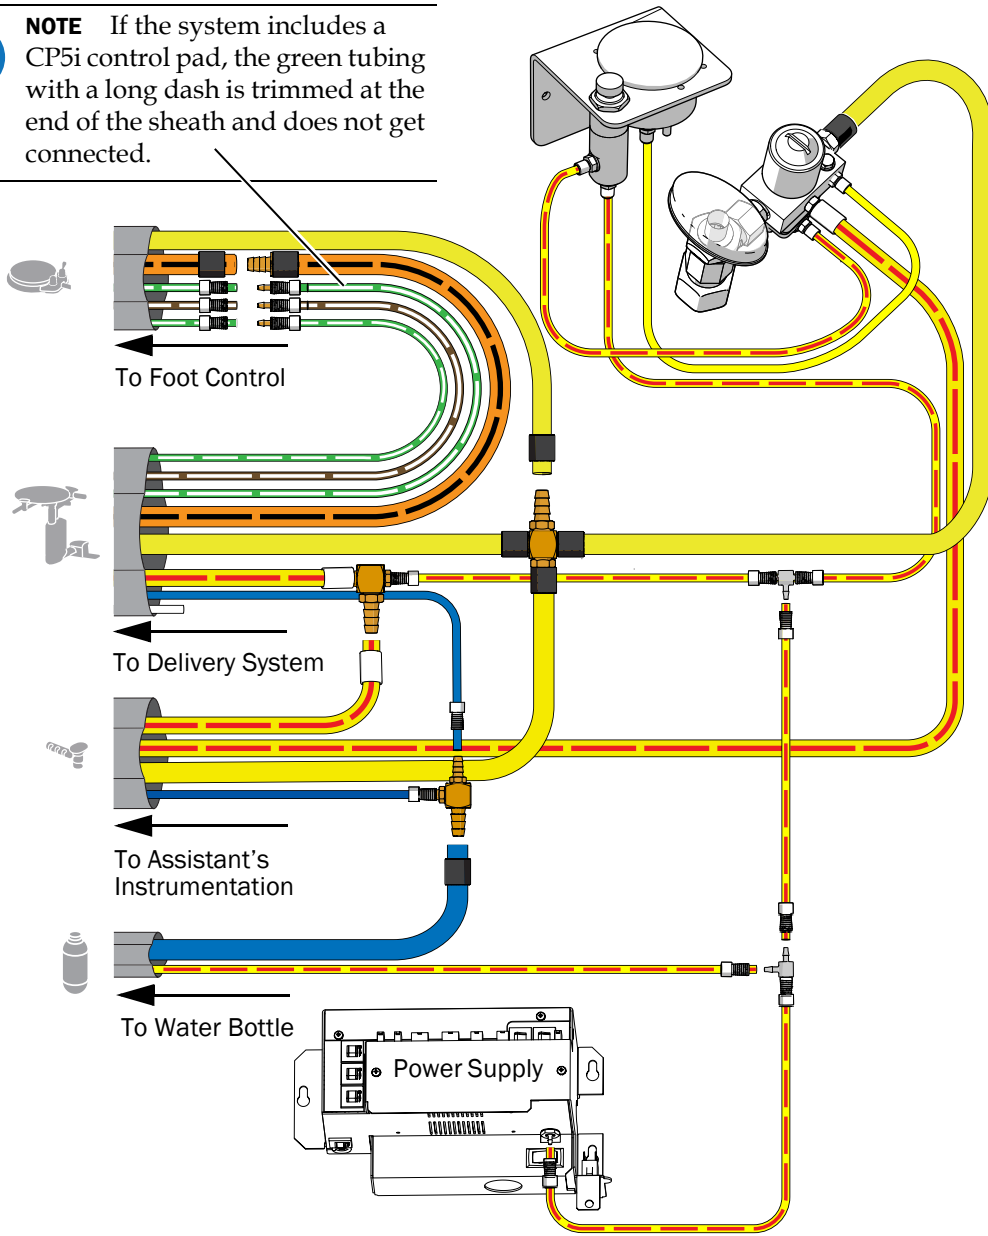 NOTE If the system includes a
CP5i control pad, the green tubing
with a long dash is trimmed at the
end of the sheath and does not get
connected.
To Foot Control
To Delivery System
To Assistant's
Instrumentation
To Water Bottle
Power Supply